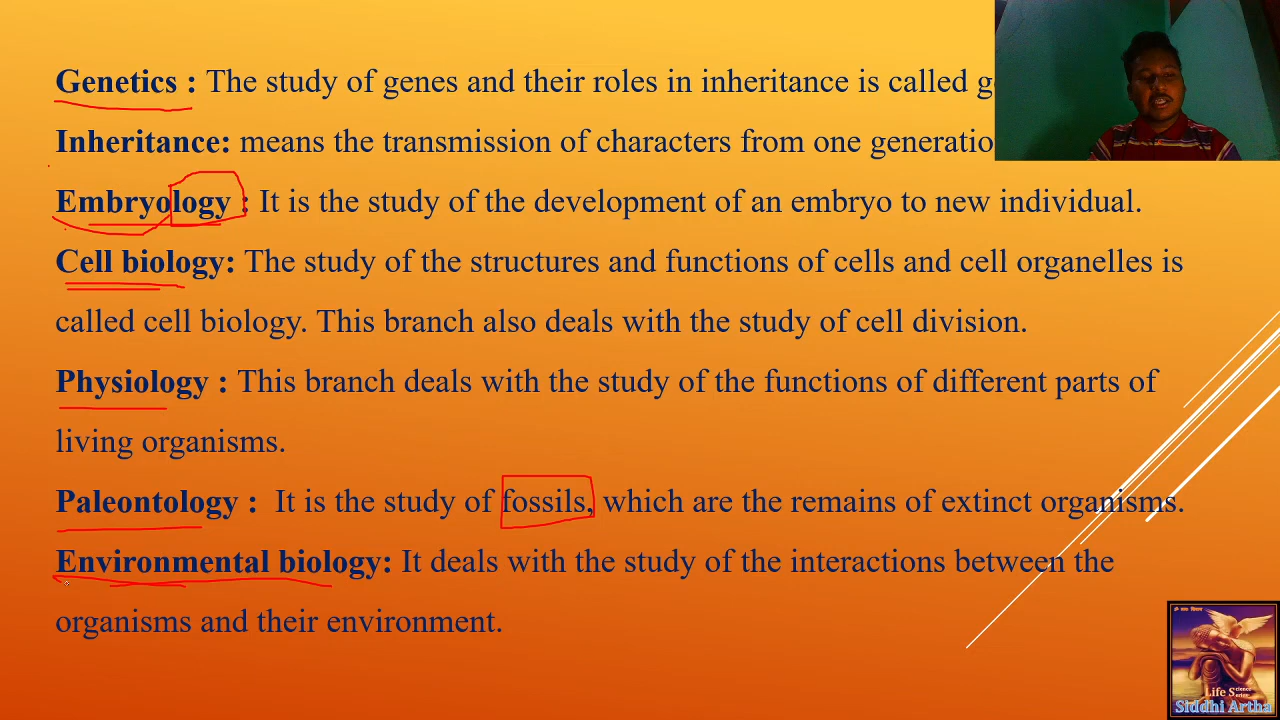 Genetics : The study of genes and their roles in inheritance is called
Inheritance: means the transmission of characters from one
Embryology : It is the study of the development of an embryo to new individual.
Cell biology: The study of the structures and functions of cells and cell organelles is
called cell biology. This branch also deals with the study of cell division.
Physiology : This branch deals with the study of the functions of different parts of
living organisms.
Paleontology : It is the study of fossils, which are the remains of extinct organisms.
Environmental biology: It deals with the study of the interactions between the
organisms and their environment.
Life Science Series
Siddhi Artha